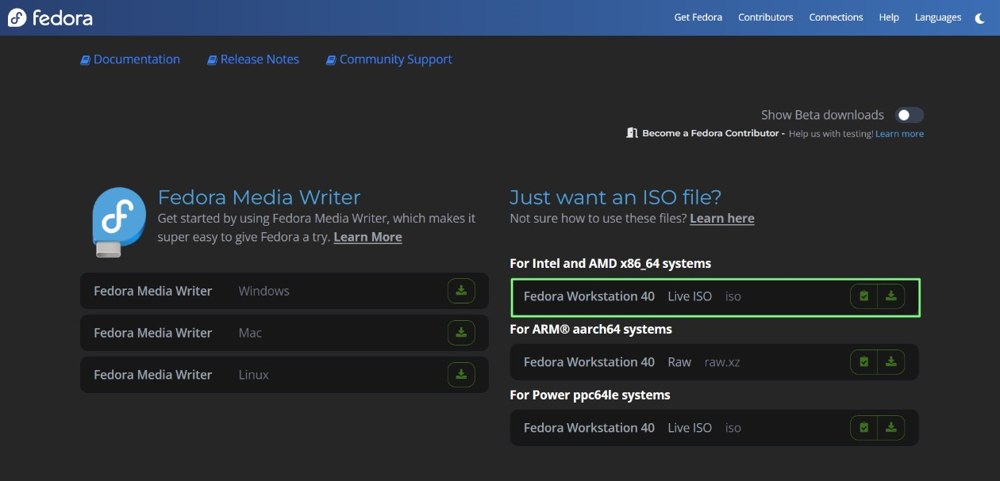 fedora
Get Fedora Contributors Connections Help Languages
Documentation Release Notes Community Support
Show Beta downloads
Become a Fedora Contributor - Help us with testing! Learn more
Fedora Media Writer
Get started by using Fedora Media Writer, which makes it
super easy to give Fedora a try. Learn More
Fedora Media Writer Windows
Fedora Media Writer Mac
Fedora Media Writer Linux
Just want an ISO file?
Not sure how to use these files? Learn here
For Intel and AMD x86_64 systems
Fedora Workstation 40 Live ISO iso
For ARM® aarch64 systems
Fedora Workstation 40 Raw raw.xz
For Power ppc64le systems
Fedora Workstation 40 Live ISO iso